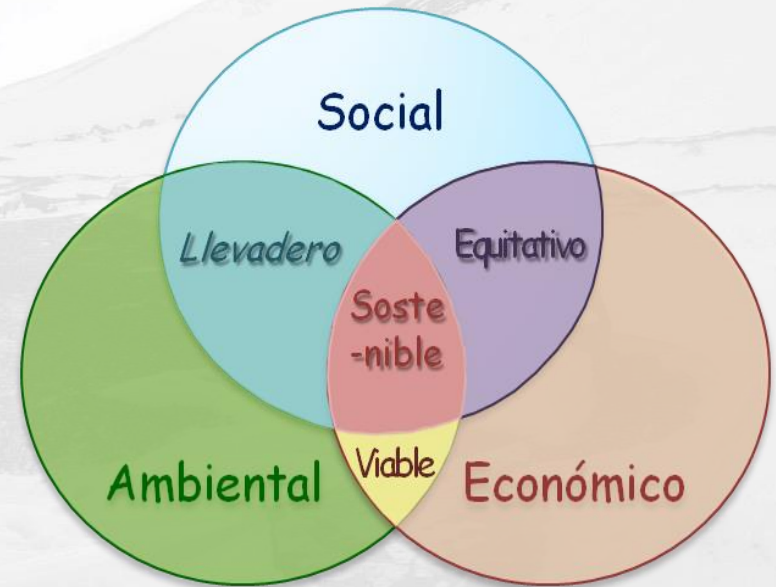 Social
Llevadero
Equitativo
Soste
-nible
Viable
Ambiental
Económico